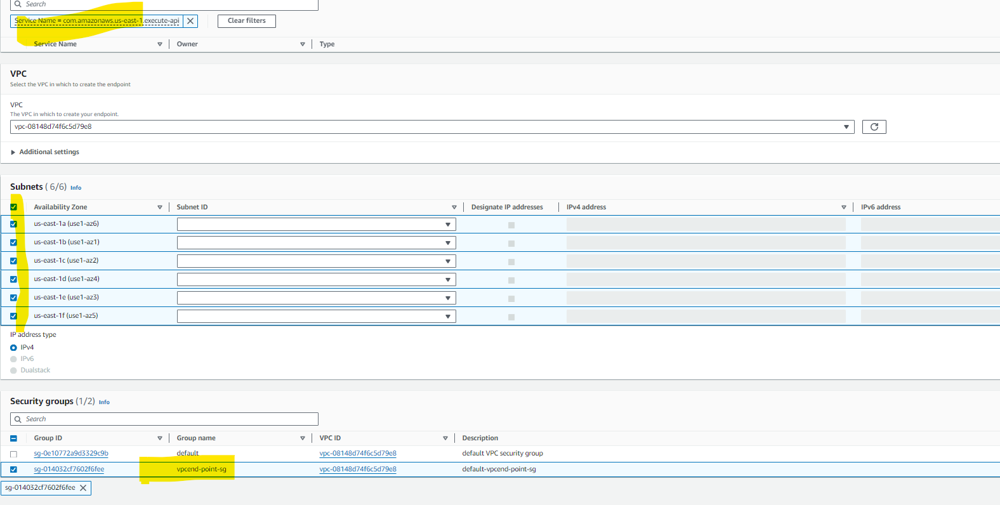 Search
Service Name = com.amazonaws.us-east-1.execute-api
Clear filters
Service Name Owner Type
VPC
Select the VPC in which to create the endpoint
VPC
The VPC in which to create your endpoint.
vpc-08148d74f6c5d79e8
Additional settings
Subnets (6/6) Info
Availability Zone Subnet ID Designate IP addresses IPv4 address IPv6 address
us-east-1a (use1-az6)
us-east-1b (use1-az1)
us-east-1c (use1-az2)
us-east-1d (use1-az4)
us-east-1e (use1-az3)
us-east-1f (use1-az5)
IP address type
IPv4
IPv6
Dualstack
Security groups (1/2) Info
Search
Group ID Group name VPC ID Description
sg-0e10772a9d3329c9b default vpc-08148d74f6c5d79e8 default VPC security group
sg-014032cf7602f6fee vpcend-point-sg vpc-08148d74f6c5d79e8 default-vpcend-point-sg
sg-014032cf7602f6fee